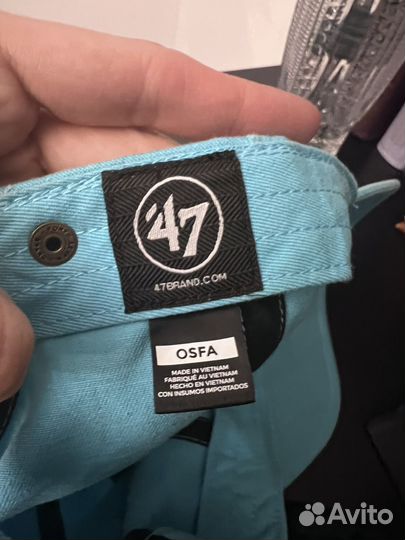 '47
47BRAND.COM
OSFA
MADE IN VIETNAM
FABRIQUÉ AU VIETNAM
HECHO EN VIETNAM
CON INSUMOS IMPORTADOS
Avito